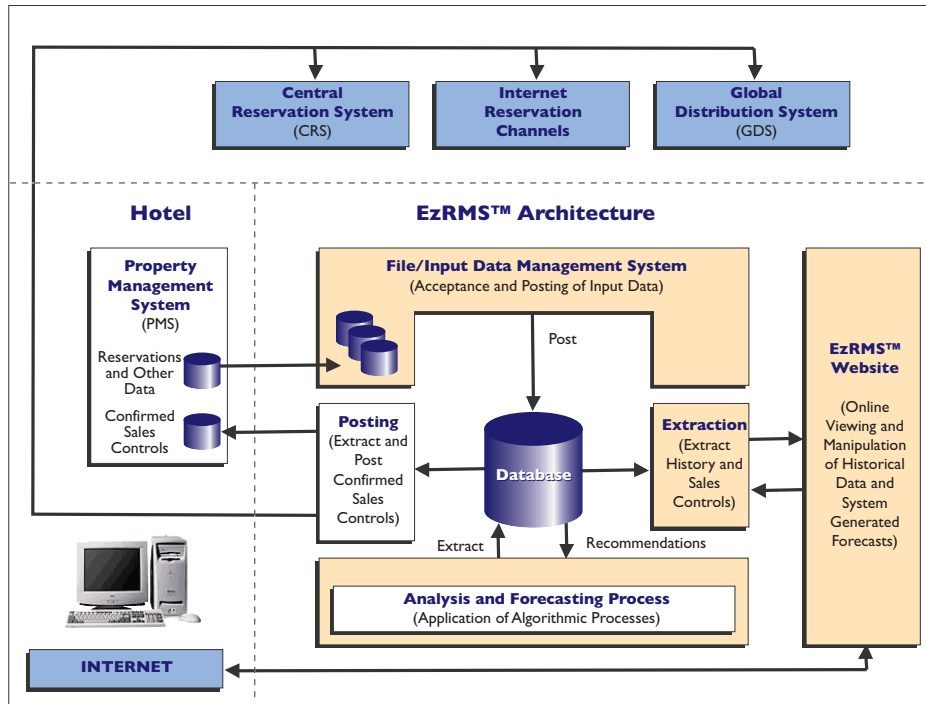 Central
Reservation System
(CRS)
Internet
Reservation
Channels
Global
Distribution System
(GDS)
Hotel
EzRMS™ Architecture
Property
Management
System
(PMS)
Reservations
and Other
Data
Confirmed
Sales
Controls
File/Input Data Management System
(Acceptance and Posting of Input Data)
Post
Posting
(Extract and
Post
Confirmed
Sales
Controls)
Database
Extraction
(Extract
History and
Sales
Controls)
EzRMS™
Website
(Online
Viewing and
Manipulation
of Historical
Data and
System
Generated
Forecasts)
Extract
Recommendations
Analysis and Forecasting Process
(Application of Algorithmic Processes)
INTERNET